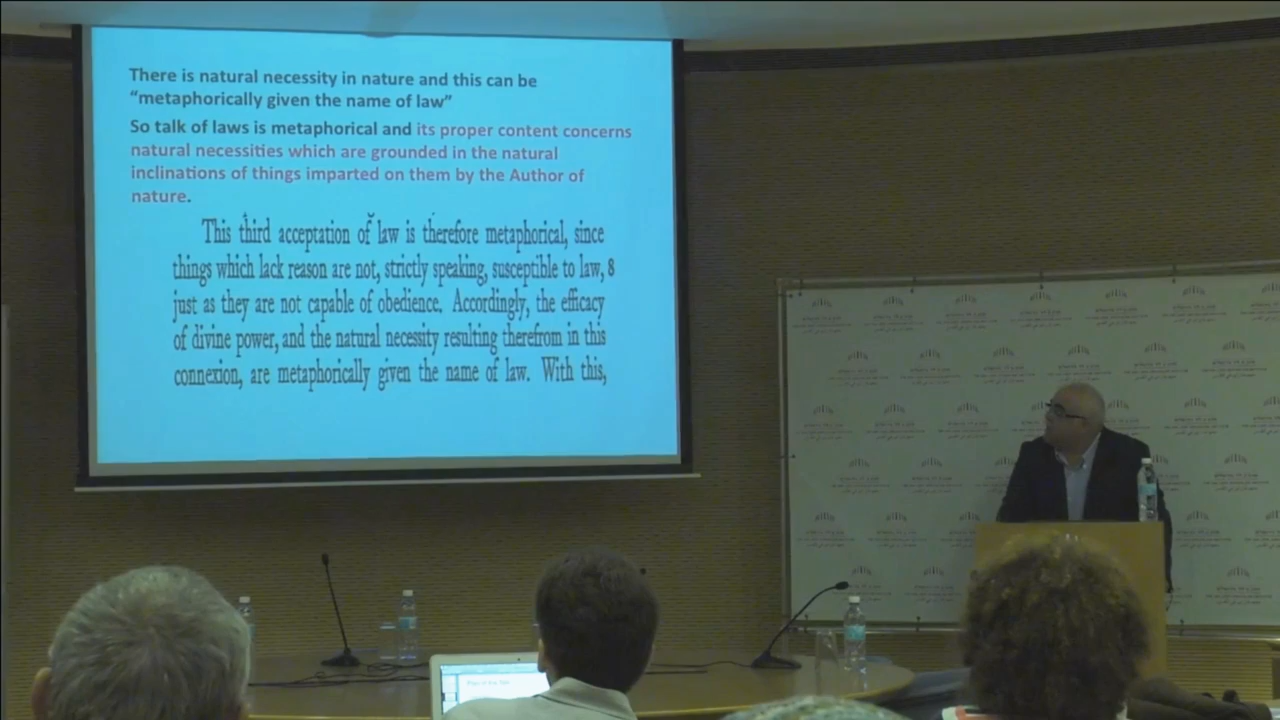 There is natural necessity in nature and this can be
“metaphorically given the name of law”
So talk of laws is metaphorical and its proper content concerns
natural necessities which are grounded in the natural
inclinations of things imparted on them by the Author of
nature.
This third acceptation of law is therefore metaphorical, since
things which lack reason are not, strictly speaking, susceptible to law, 8
just as they are not capable of obedience. Accordingly, the efficacy
of divine power, and the natural necessity resulting therefrom in this
connexion, are metaphorically given the name of law. With this,